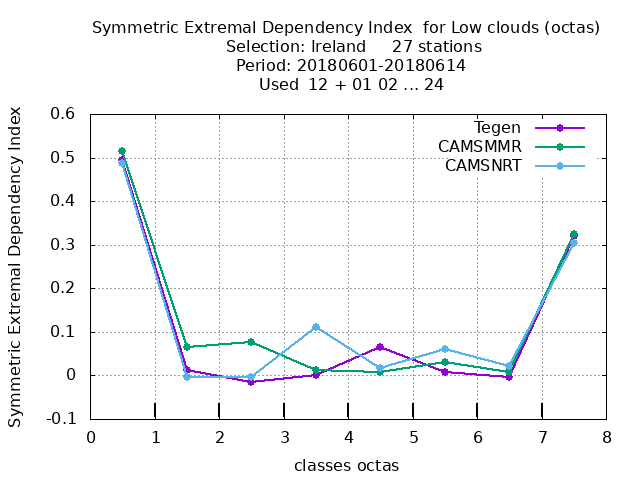 Symmetric Extremal Dependency Index  for Low clouds (octas)
Selection: Ireland     27 stations
Period: 20180601-20180614
Used  12 + 01 02 ... 24
Symmetric Extremal Dependency Index
0.6
0.5
0.4
0.3
0.2
0.1
0
-0.1
Tegen
CAMSMMR
CAMSNRT
0 1 2 3 4 5 6 7 8
classes octas